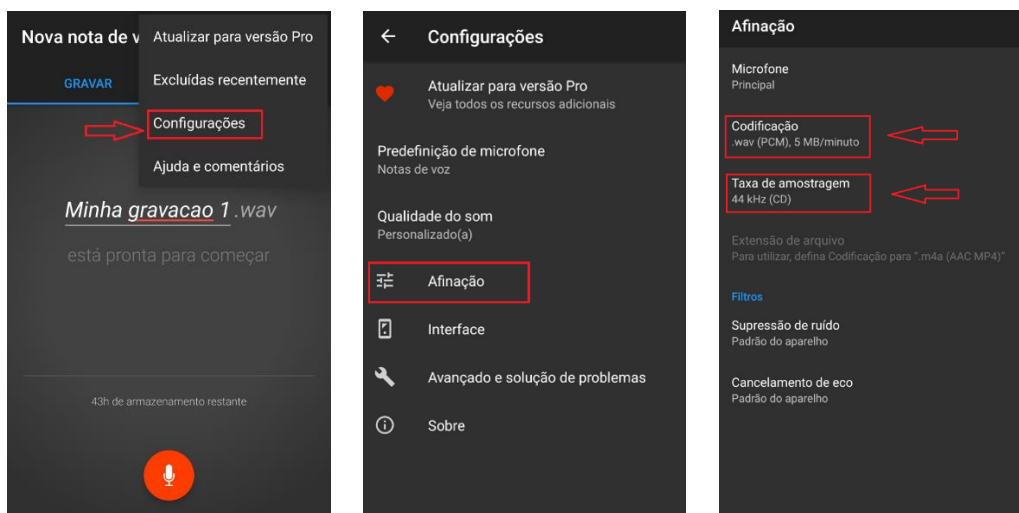 Nova nota de v
Atualizar para versão Pro
GRAVAR
Excluídas recentemente
Configurações
Ajuda e comentários
Minha gravacao 1 .wav
está pronta para começar
43h de armazenamento restante
Configurações
Atualizar para versão Pro
Veja todos os recursos adicionais
Predefinição de microfone
Notas de voz
Qualidade do som
Personalizado(a)
Afinação
Interface
Avançado e solução de problemas
Sobre
Afinação
Microfone
Principal
Codificação
.wav (PCM), 5 MB/minuto
Taxa de amostragem
44 kHz (CD)
Extensão de arquivo
Para utilizar, defina Codificação para ".m4a (AAC MP4)"
Filtros
Supressão de ruído
Padrão do aparelho
Cancelamento de eco
Padrão do aparelho